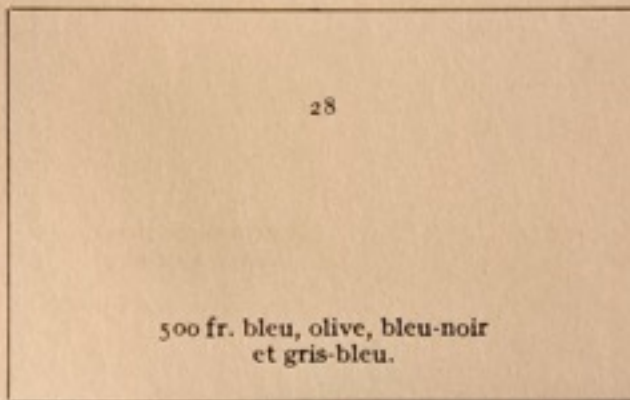 28
500 fr. bleu, olive, bleu-noir
et gris-bleu.